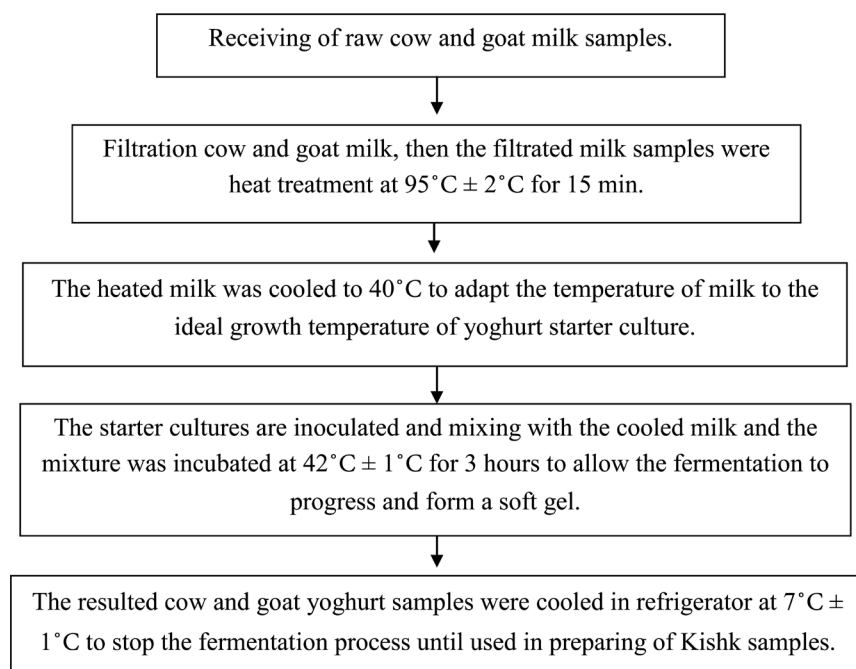 Receiving of raw cow and goat milk samples.
Filtration cow and goat milk, then the filtrated milk samples were
heat treatment at 95˚C ± 2˚C for 15 min.
The heated milk was cooled to 40˚C to adapt the temperature of milk to the
ideal growth temperature of yoghurt starter culture.
The starter cultures are inoculated and mixing with the cooled milk and the
mixture was incubated at 42˚C ± 1˚C for 3 hours to allow the fermentation to
progress and form a soft gel.
The resulted cow and goat yoghurt samples were cooled in refrigerator at 7˚C ±
1˚C to stop the fermentation process until used in preparing of Kishk samples.